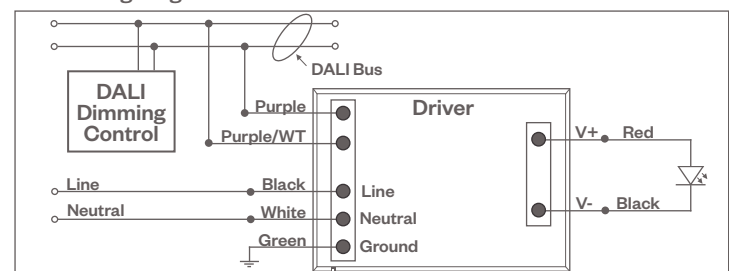 DALI Bus
DALI
Dimming
Control
Driver
Purple
Purple/WT
V+ Red
Line Black Line
V- Black
Neutral White Neutral
Green Ground